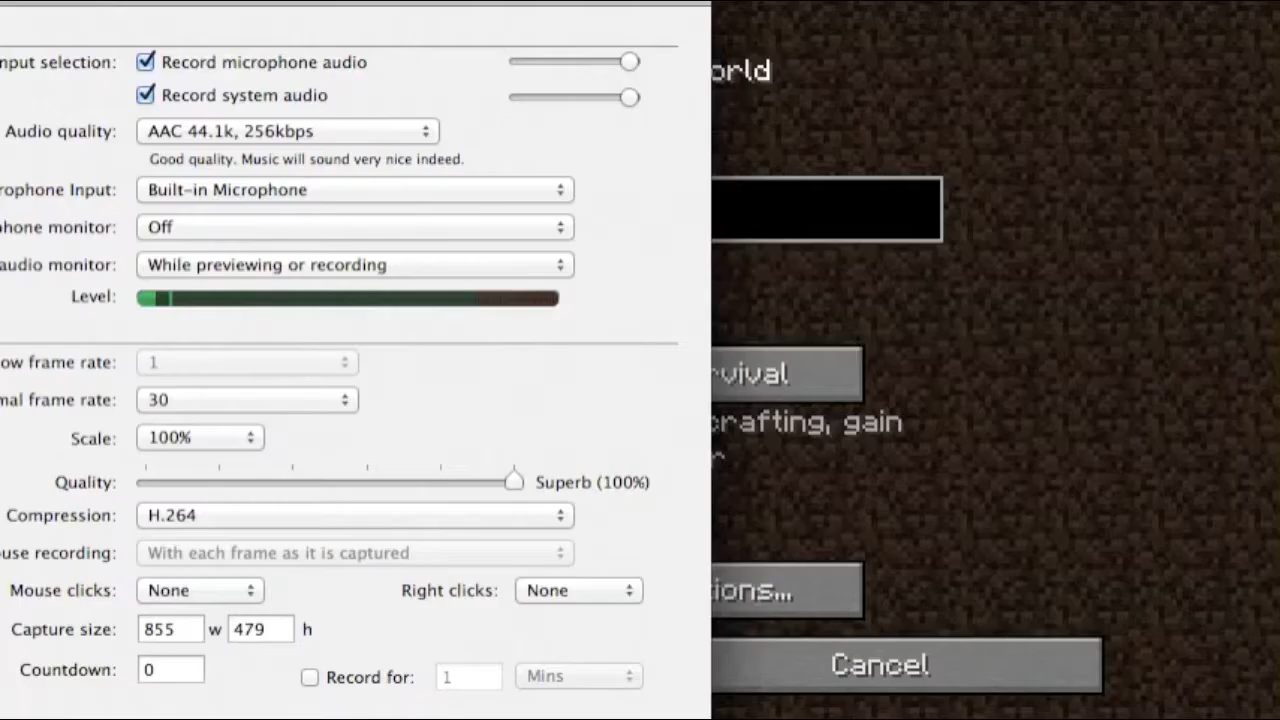 nput selection: Record microphone audio
Record system audio
Audio quality: AAC 44.1k, 256kbps
Good quality. Music will sound very nice indeed.
rophone Input: Built-in Microphone
hone monitor: Off
audio monitor: While previewing or recording
Level:
ow frame rate: 1
mal frame rate: 30
Scale: 100%
Quality: Superb (100%)
Compression: H.264
use recording: With each frame as it is captured
Mouse clicks: None Right clicks: None
Capture size: 855 w 479 h
Countdown: 0 Record for: 1 Mins
orld
rvival
crafting, gain
r
ions...
Cancel